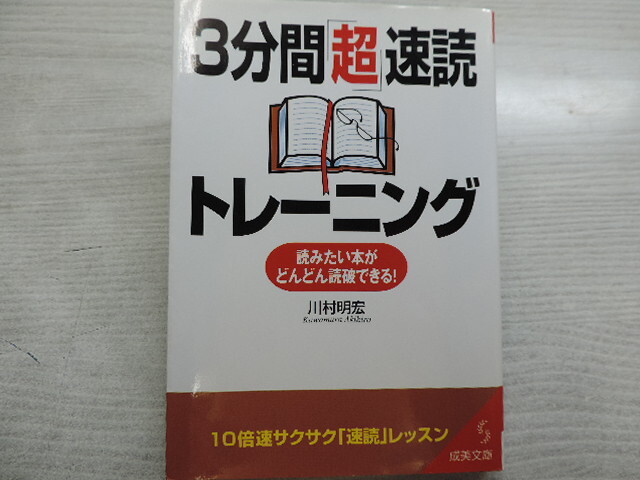 3分間「超」速読
トレーニング
読みたい本が
どんどん読破できる!
川村明宏
Kawamura Akihiro
10倍速サクサク「速読」レッスン
成美文庫